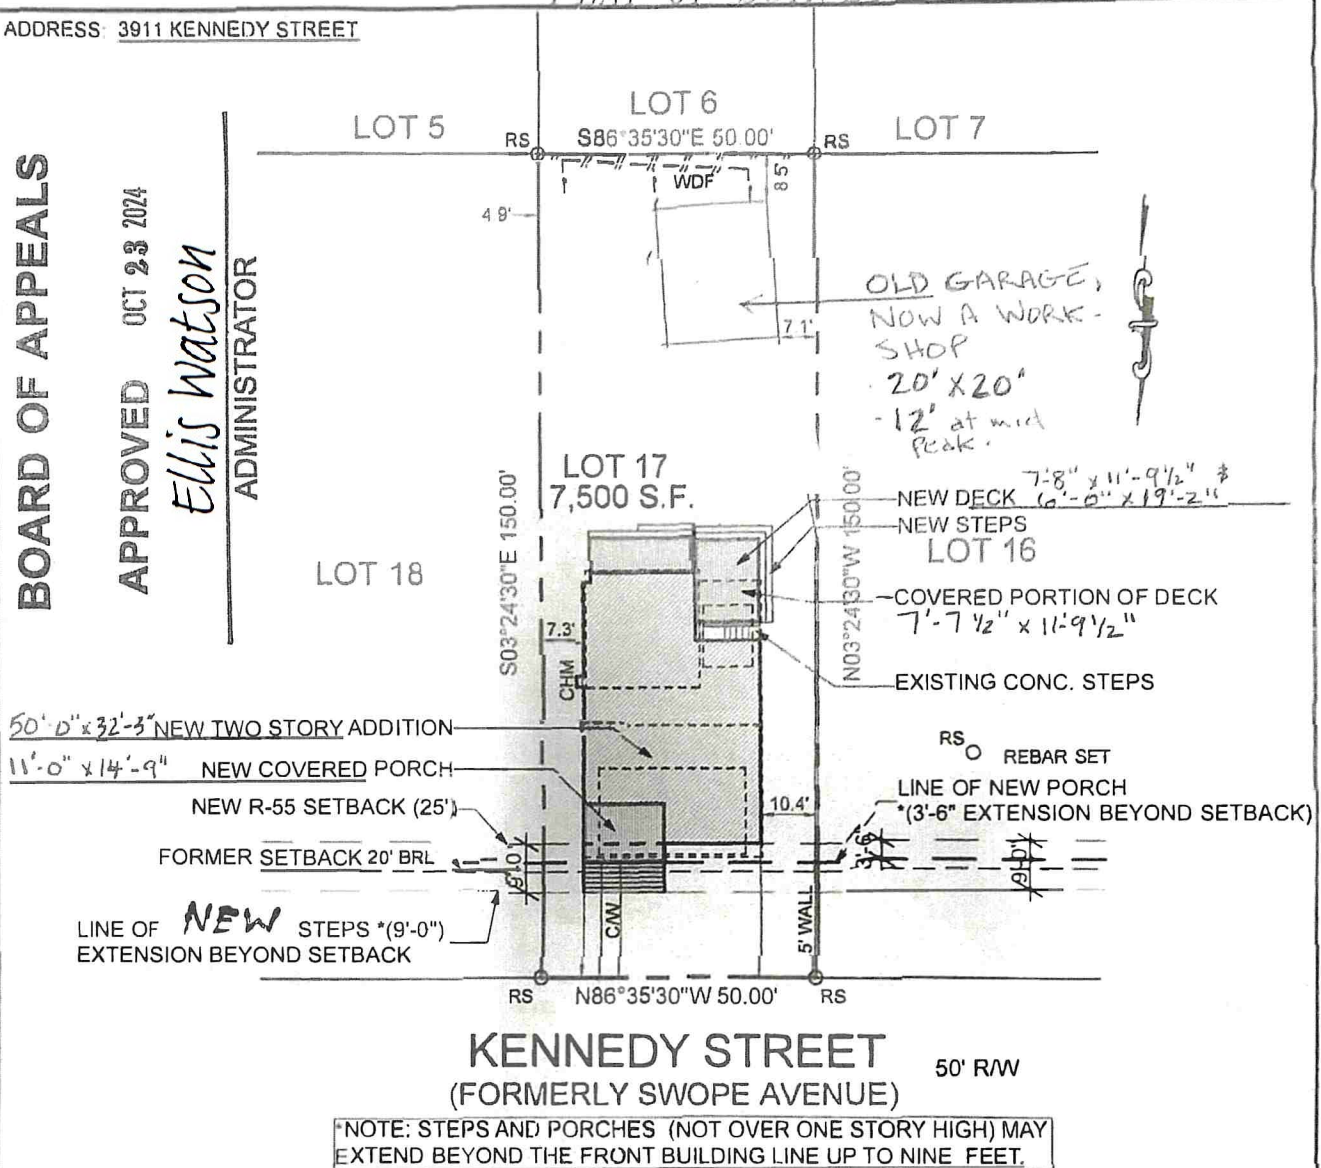 ADDRESS: 3911 KENNEDY STREET
BOARD OF APPEALS
APPROVED OCT 23 2024
Ellis Watson
ADMINISTRATOR
LOT 5
LOT 6
LOT 7
RS
S86°35'30"E 50.00'
RS
WDF
8.5'
4.9'
7.1'
OLD GARAGE,
NOW A WORK-
SHOP
20' X 20'
-12' at mid
Peak.
LOT 17
7,500 S.F.
S03°24'30"E 150.00'
N03°24'30"W 150.00'
7'-8" x 11'-9½" &
NEW DECK 6'-0" x 19'-2"
NEW STEPS
LOT 16
LOT 18
COVERED PORTION OF DECK
7'-7½" x 11'-9½"
7.3'
CHM
EXISTING CONC. STEPS
50'-0" x 32'-3" NEW TWO STORY ADDITION
11'-0" x 14'-9" NEW COVERED PORCH
RS
REBAR SET
NEW R-55 SETBACK (25')
10.4'
LINE OF NEW PORCH
*(3'-6" EXTENSION BEYOND SETBACK)
FORMER SETBACK 20' BRL
9'-0"
3'-6"
9'-0"
LINE OF NEW STEPS *(9'-0")
EXTENSION BEYOND SETBACK
C/W
5' WALL
RS
N86°35'30"W 50.00'
RS
KENNEDY STREET
50' R/W
(FORMERLY SWOPE AVENUE)
*NOTE: STEPS AND PORCHES (NOT OVER ONE STORY HIGH) MAY
EXTEND BEYOND THE FRONT BUILDING LINE UP TO NINE FEET.